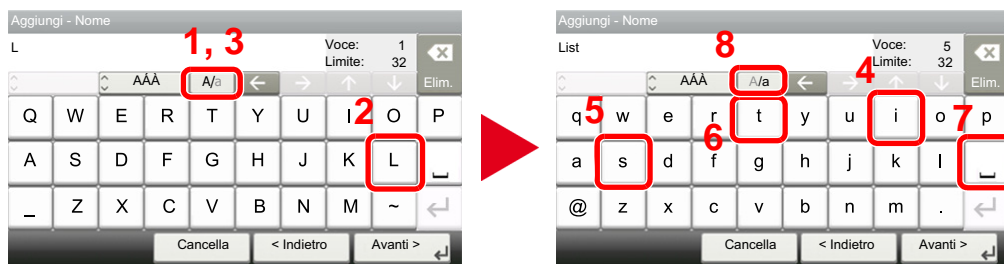 Aggiungi - Nome
L
Voce: 1
Limite: 32
1, 3
AÁÀ A/a ← → ↑ ↓ Elim.
Q W E R T Y U I O P
2
A S D F G H J K L
_ Z X C V B N M ~
Cancella < Indietro Avanti >
Aggiungi - Nome
List
Voce: 5
Limite: 32
8
4
AÁÀ A/a ← → ↑ ↓ Elim.
q w e r t y u i o p
5
6
7
a s d f g h j k l
@ z x c v b n m .
Cancella < Indietro Avanti >